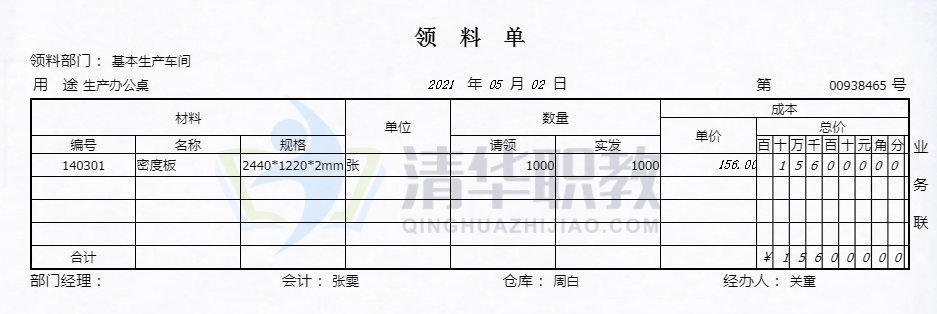 领 料 单
领料部门： 基本生产车间
用 途 生产办公桌 2021 年 05 月 02 日 第 00938465 号
材料 单位 数量 成本
编号 名称 规格 请领 实发 单价 总价
百 十 万 千 百 十 元 角 分
140301 密度板 2440*1220*2mm 张 1000 1000 156.00 1 5 6 0 0 0 0 0
合计 ¥ 1 5 6 0 0 0 0 0
业务联
部门经理： 会计： 张雯 仓库： 周白 经办人： 关童
清华职教
QINGHUAZHIJIAO.COM